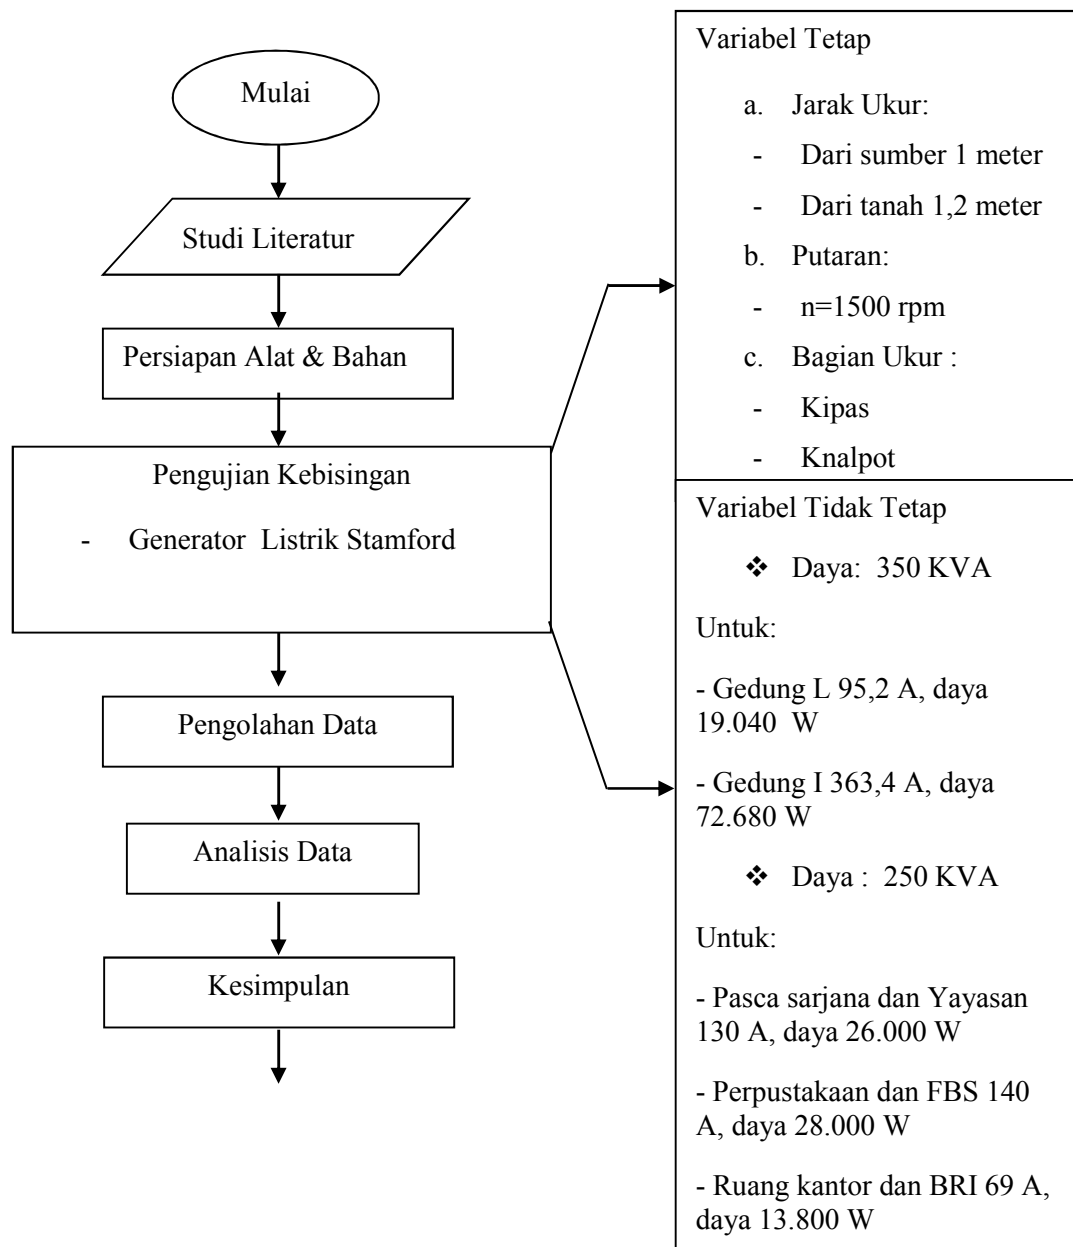 Mulai
Studi Literatur
Persiapan Alat & Bahan
Pengujian Kebisingan
- Generator Listrik Stamford
Pengolahan Data
Analisis Data
Kesimpulan
Variabel Tetap
a. Jarak Ukur:
- Dari sumber 1 meter
- Dari tanah 1,2 meter
b. Putaran:
- n=1500 rpm
c. Bagian Ukur :
- Kipas
- Knalpot
Variabel Tidak Tetap
❖ Daya: 350 KVA
Untuk:
- Gedung L 95,2 A, daya
19.040 W
- Gedung I 363,4 A, daya
72.680 W
❖ Daya : 250 KVA
Untuk:
- Pasca sarjana dan Yayasan
130 A, daya 26.000 W
- Perpustakaan dan FBS 140
A, daya 28.000 W
- Ruang kantor dan BRI 69 A,
daya 13.800 W